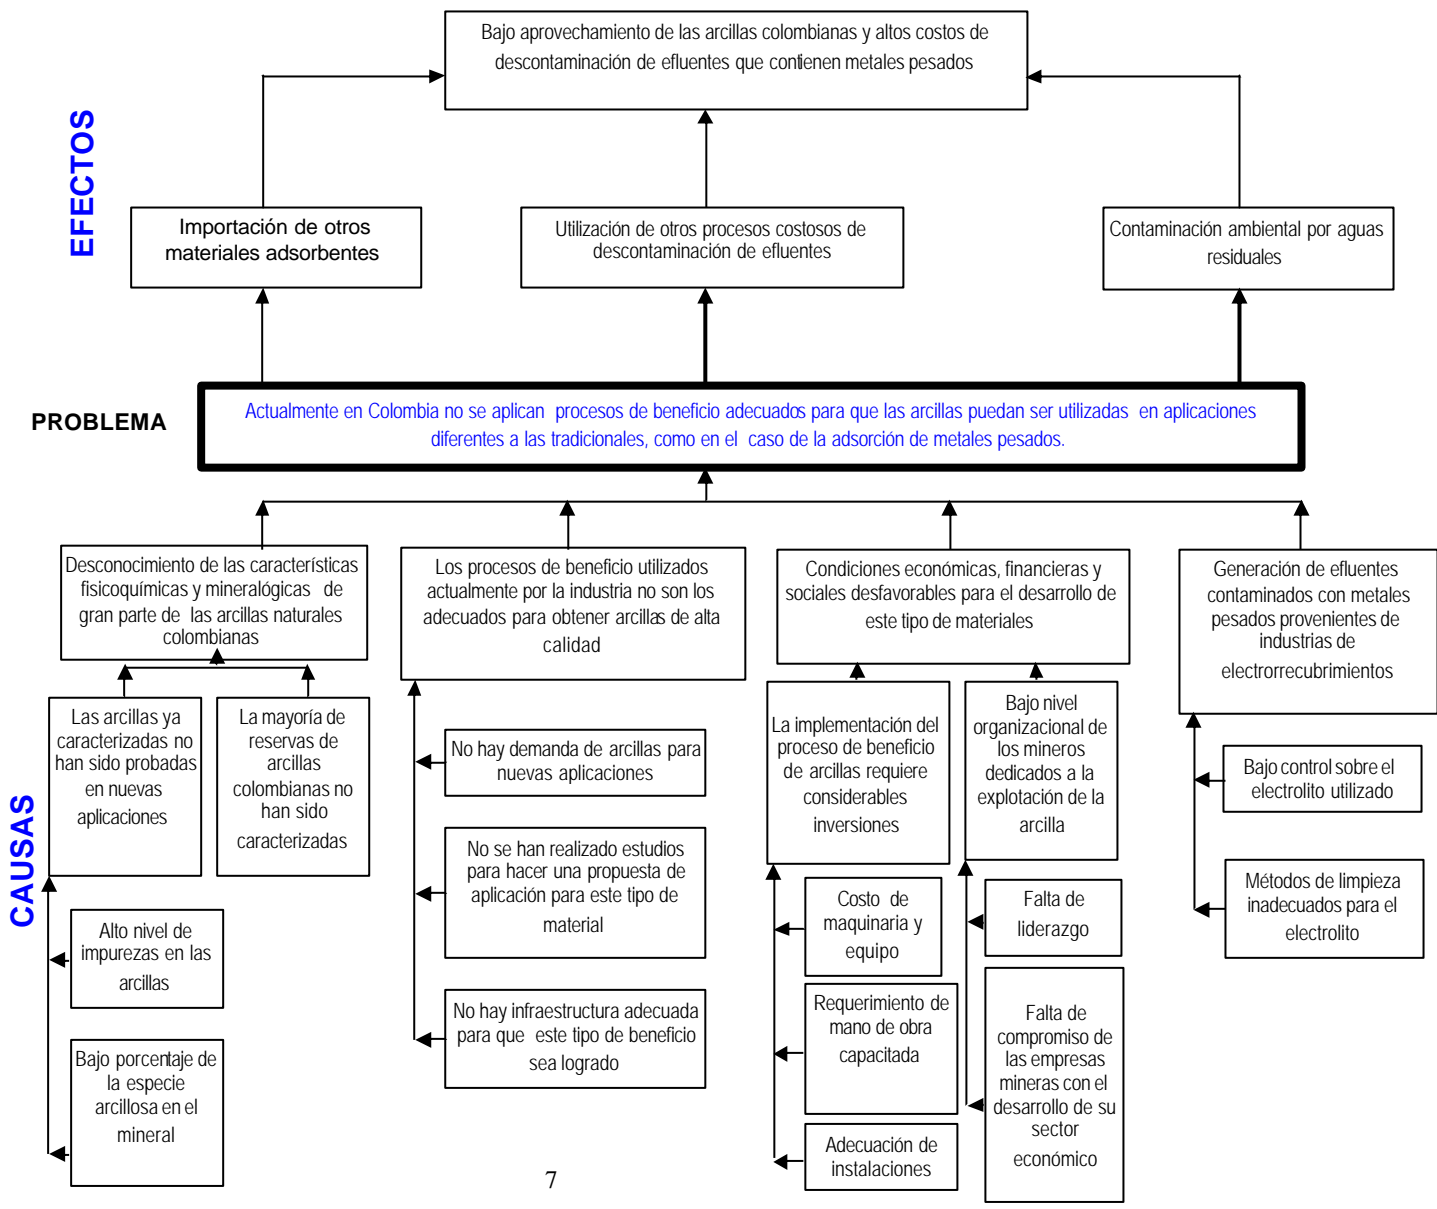 Bajo aprovechamiento de las arcillas colombianas y altos costos de
descontaminación de efluentes que contienen metales pesados
EFECTOS
Importación de otros
materiales adsorbentes
Utilización de otros procesos costosos de
descontaminación de efluentes
Contaminación ambiental por aguas
residuales
PROBLEMA
Actualmente en Colombia no se aplican procesos de beneficio adecuados para que las arcillas puedan ser utilizadas en aplicaciones
diferentes a las tradicionales, como en el caso de la adsorción de metales pesados.
Desconocimiento de las características
fisicoquímicas y mineralógicas de
gran parte de las arcillas naturales
colombianas
Los procesos de beneficio utilizados
actualmente por la industria no son los
adecuados para obtener arcillas de alta
calidad
Condiciones económicas, financieras y
sociales desfavorables para el desarrollo de
este tipo de materiales
Generación de efluentes
contaminados con metales
pesados provenientes de
industrias de
electrorrecubrimientos
CAUSAS
Las arcillas ya
caracterizadas no
han sido probadas
en nuevas
aplicaciones
La mayoría de
reservas de
arcillas
colombianas no
han sido
caracterizadas
Alto nivel de
impurezas en las
arcillas
Bajo porcentaje de
la especie
arcillosa en el
mineral
No hay demanda de arcillas para
nuevas aplicaciones
No se han realizado estudios
para hacer una propuesta de
aplicación para este tipo de
material
No hay infraestructura adecuada
para que este tipo de beneficio
sea logrado
La implementación del
proceso de beneficio
de arcillas requiere
considerables
inversiones
Bajo nivel
organizacional de
los mineros
dedicados a la
explotación de la
arcilla
Costo de
maquinaria y
equipo
Requerimiento de
mano de obra
capacitada
Adecuación de
instalaciones
Falta de
liderazgo
Falta de
compromiso de
las empresas
mineras con el
desarrollo de su
sector
económico
Bajo control sobre el
electrolito utilizado
Métodos de limpieza
inadecuados para el
electrolito
7